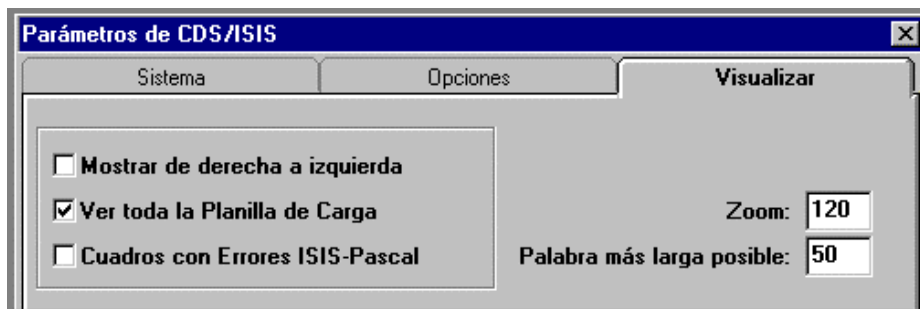 Parámetros de CDS/ISIS
Sistema Opciones Visualizar
Mostrar de derecha a izquierda
Ver toda la Planilla de Carga Zoom: 120
Cuadros con Errores ISIS-Pascal Palabra más larga posible: 50